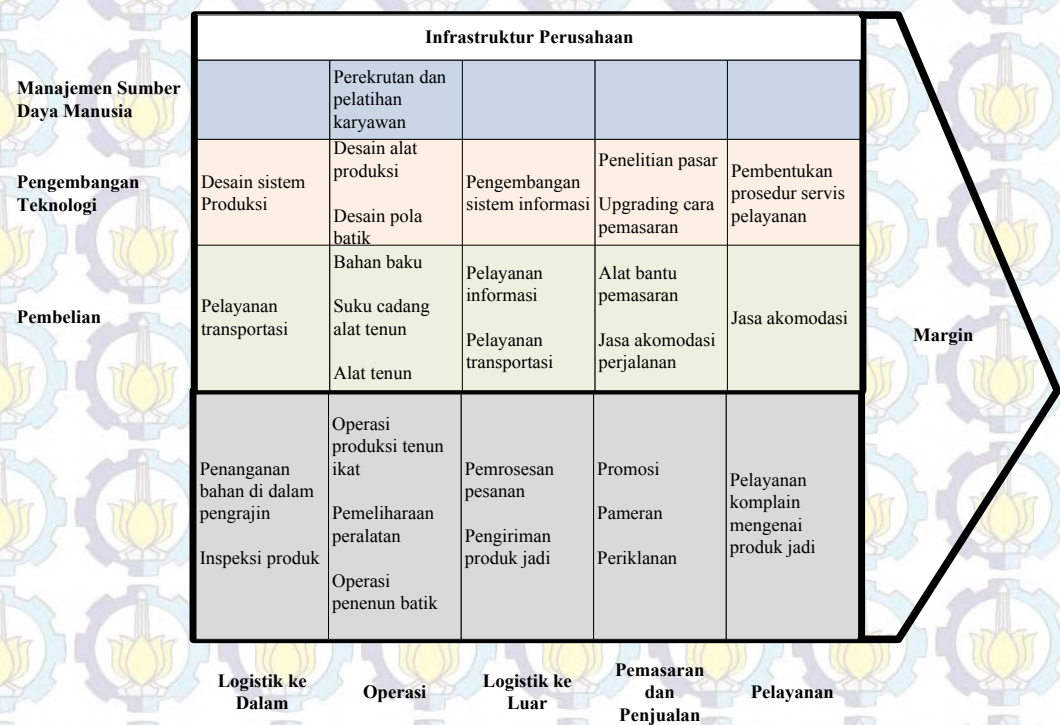 Infrastruktur Perusahaan
Manajemen Sumber
Daya Manusia
Perekrutan dan
pelatihan
karyawan
Pengembangan
Teknologi
Desain sistem
Produksi
Desain alat
produksi
Desain pola
batik
Pengembangan
sistem informasi
Penelitian pasar
Upgrading cara
pemasaran
Pembentukan
prosedur servis
pelayanan
Pembelian
Pelayanan
transportasi
Bahan baku
Suku cadang
alat tenun
Alat tenun
Pelayanan
informasi
Pelayanan
transportasi
Alat bantu
pemasaran
Jasa akomodasi
perjalanan
Jasa akomodasi
Margin
Penanganan
bahan di dalam
pengrajin
Inspeksi produk
Operasi
produksi tenun
ikat
Pemeliharaan
peralatan
Operasi
penenun batik
Pemrosesan
pesanan
Pengiriman
produk jadi
Promosi
Pameran
Periklanan
Pelayanan
komplain
mengenai
produk jadi
Logistik ke
Dalam
Operasi
Logistik ke
Luar
Pemasaran
dan
Penjualan
Pelayanan